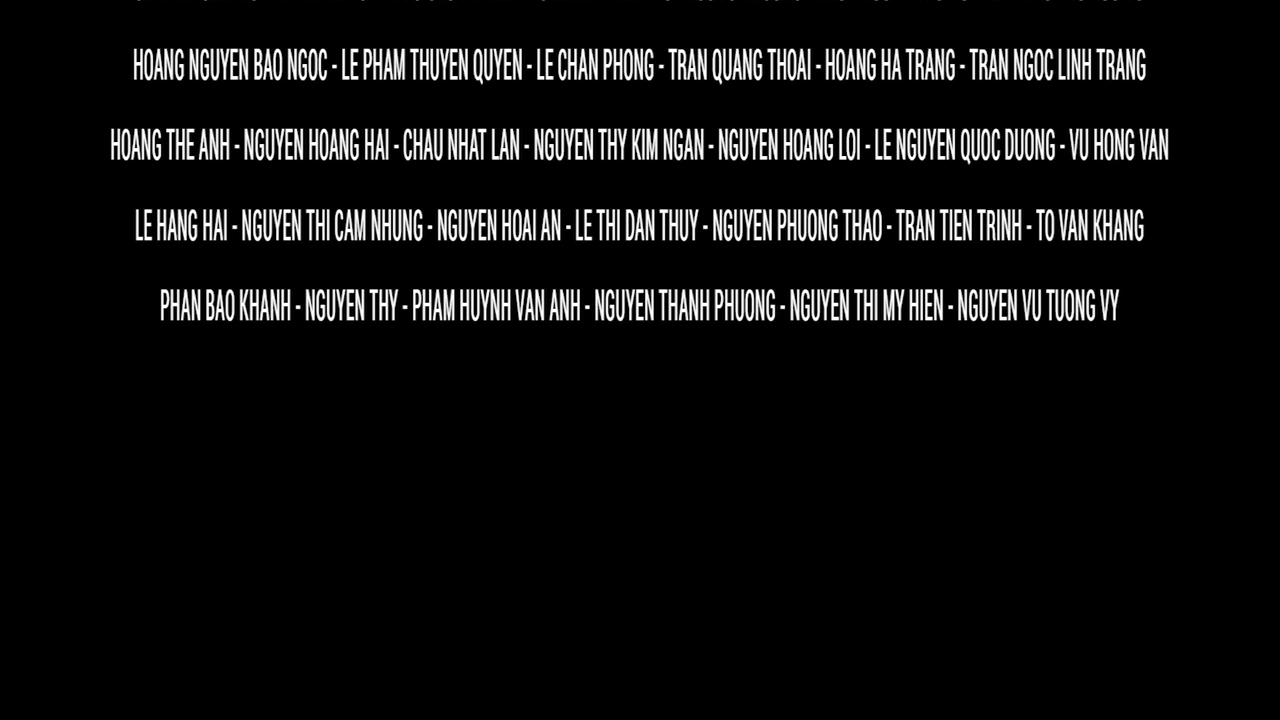 HOANG NGUYEN BAO NGOC - LE PHAM THUYEN QUYEN - LE CHAN PHONG - TRAN QUANG THOAI - HOANG HA TRANG - TRAN NGOC LINH TRANG
HOANG THE ANH - NGUYEN HOANG HAI - CHAU NHAT LAN - NGUYEN THY KIM NGAN - NGUYEN HOANG LOI - LE NGUYEN QUOC DUONG - VU HONG VAN
LE HANG HAI - NGUYEN THI CAM NHUNG - NGUYEN HOAI AN - LE THI DAN THUY - NGUYEN PHUONG THAO - TRAN TIEN TRINH - TO VAN KHANG
PHAN BAO KHANH - NGUYEN THY - PHAM HUYNH VAN ANH - NGUYEN THANH PHUONG - NGUYEN THI MY HIEN - NGUYEN VU TUONG VY